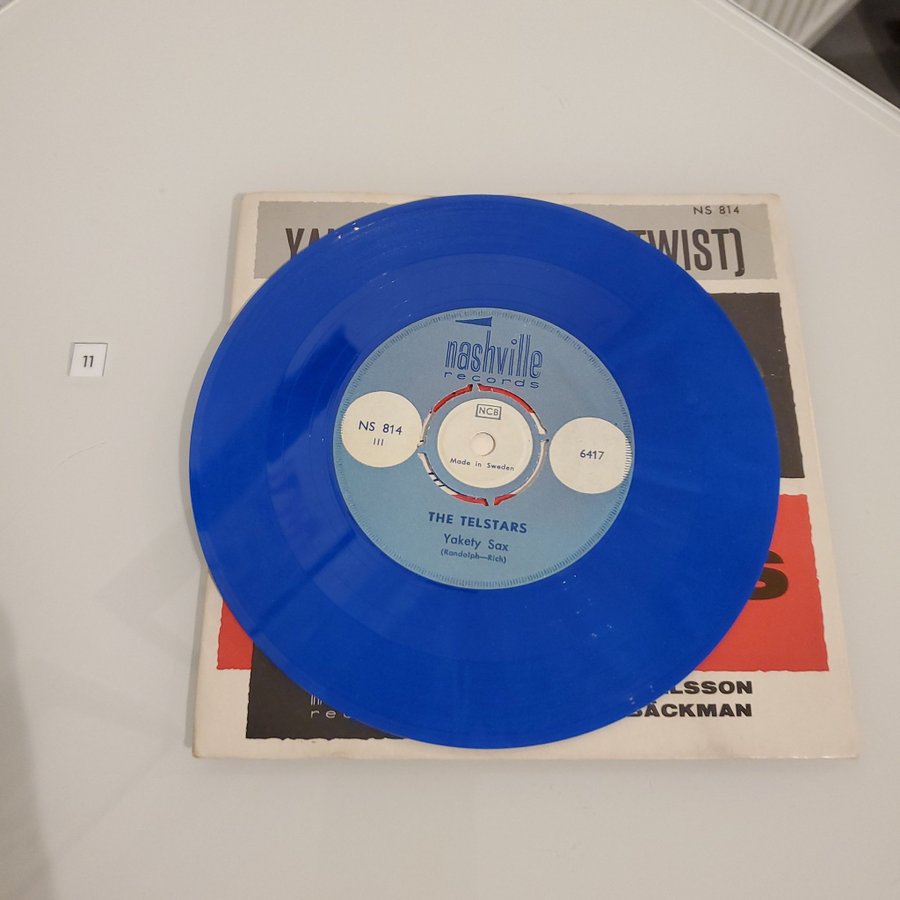 NS 814
TWIST)
11
nashville
records
NCB
NS 814
III
6417
Made in Sweden
THE TELSTARS
Yakety Sax
(Randolph—Rich)
LSSON
BÄCKMAN